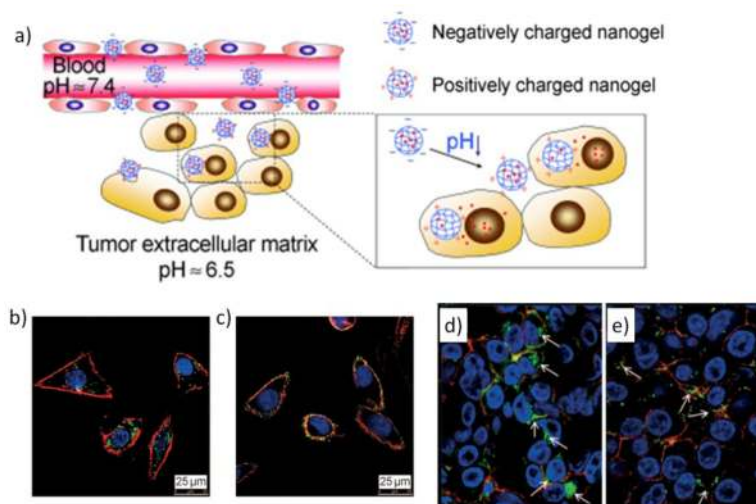 a)
Blood
pH≈7.4
Negatively charged nanogel
Positively charged nanogel
pH↓
Tumor extracellular matrix
pH≈6.5
b)
25 µm
c)
25 µm
d)
e)